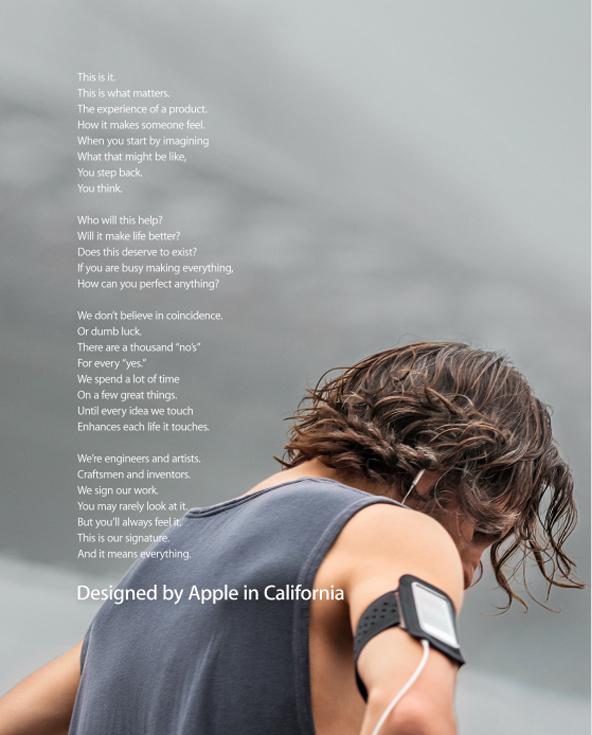 This is it.
This is what matters.
The experience of a product.
How it makes someone feel.
When you start by imagining
What that might be like,
You step back.
You think.
Who will this help?
Will it make life better?
Does this deserve to exist?
If you are busy making everything,
How can you perfect anything?
We don’t believe in coincidence.
Or dumb luck.
There are a thousand “no’s”
For every “yes.”
We spend a lot of time
On a few great things.
Until every idea we touch
Enhances each life it touches.
We’re engineers and artists.
Craftsmen and inventors.
We sign our work.
You may rarely look at it.
But you’ll always feel it.
This is our signature.
And it means everything.
Designed by Apple in California